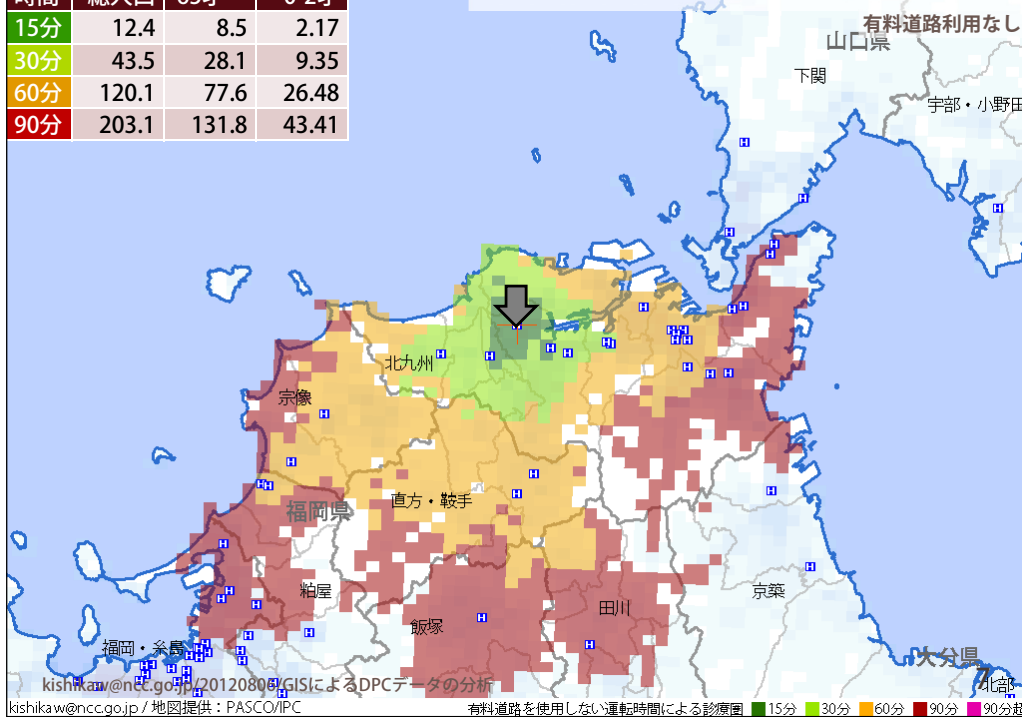 15分 12.4 8.5 2.17
30分 43.5 28.1 9.35
60分 120.1 77.6 26.48
90分 203.1 131.8 43.41
有料道路利用なし
山口県
下関
宇部・小野田
北九州
宗像
直方・鞍手
福岡県
粕屋
京築
田川
飯塚
福岡・糸島
大分県
北部
7
kishikaw@ncc.go.jp/20120806/GISによるDPCデータの分析
kishikaw@ncc.go.jp / 地図提供：PASCO/IPC
有料道路を使用しない運転時間による診療圏 15分 30分 60分 90分 90分超